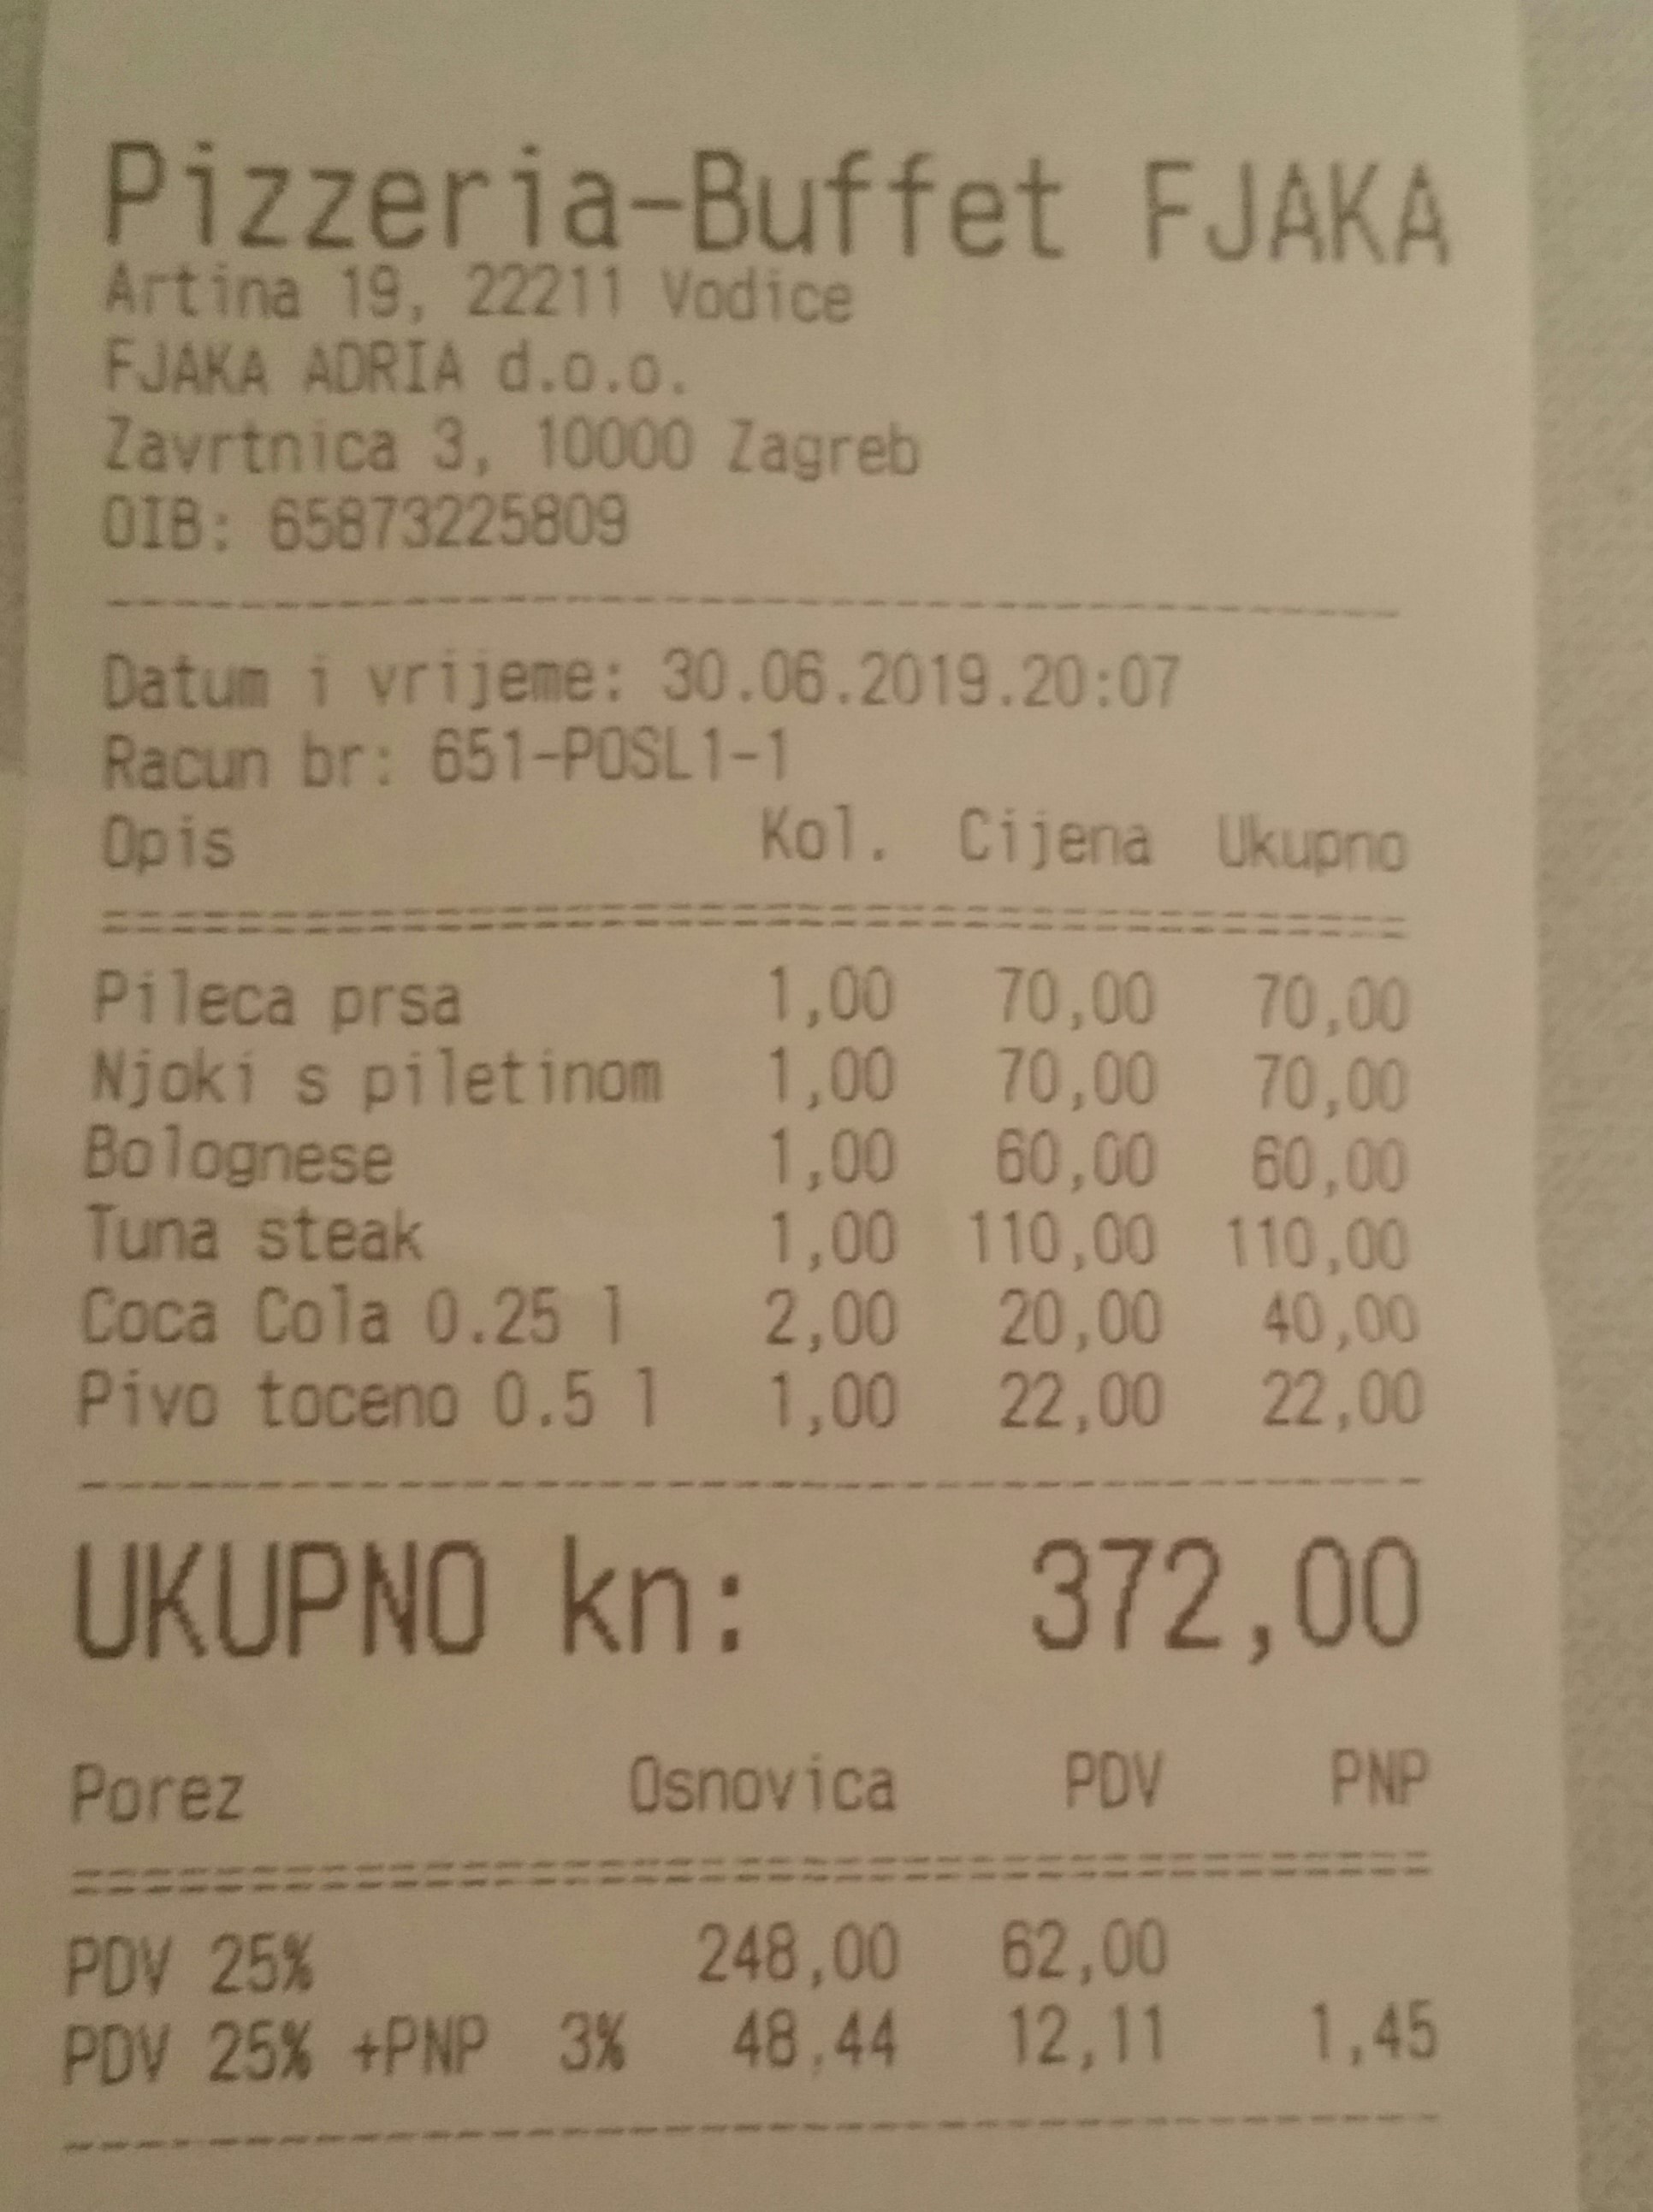 Pizzeria-Buffet FJAKA
Artina 19, 22211 Vodice
FJAKA ADRIA d.o.o.
Zavrtnica 3, 10000 Zagreb
OIB: 65873225809
Datum i vrijeme: 30.06.2019.20:07
Racun br: 651-POSL1-1
Opis Kol. Cijena Ukupno
Pileca prsa 1,00 70,00 70,00
Njoki s piletinom 1,00 70,00 70,00
Bolognese 1,00 60,00 60,00
Tuna steak 1,00 110,00 110,00
Coca Cola 0.25 l 2,00 20,00 40,00
Pivo toceno 0.5 l 1,00 22,00 22,00
UKUPNO kn: 372,00
Porez Osnovica PDV PNP
PDV 25% 248,00 62,00
PDV 25% +PNP 3% 48,44 12,11 1,45